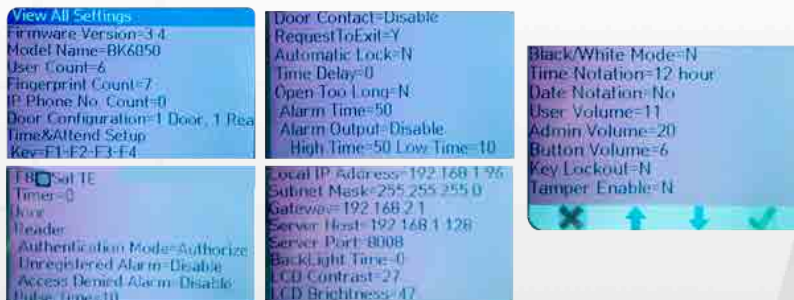 View All Settings
Firmware Version=3.4
Model Name=BK6850
User Count=6
Fingerprint Count=7
IP Phone No. Count=0
Door Configuration=1 Door, 1 Rea
Time&Attend Setup
Key=F1-F2-F3-F4
Door Contact=Disable
RequestToExit=Y
Automatic Lock=N
Time Delay=0
Open Too Long=N
Alarm Time=50
Alarm Output=Disable
High Time=50 Low Time=10
Sat 1E
Timer=0
Door
Reader
Authentication Mode=Authorize
Unregistered Alarm=Disable
Access Denied Alarm=Disable
Pulse Time=10
Local IP Address=192.168.1.96
Subnet Mask=255.255.255.0
Gateway=192.168.2.1
Server Host=192.168.1.128
Server Port=8008
BackLight Time=0
LCD Contrast=27
LCD Brightness=47
Black/White Mode=N
Time Notation=12 hour
Date Notation=No
User Volume=11
Admin Volume=20
Button Volume=6
Key Lockout=N
Tamper Enable=N